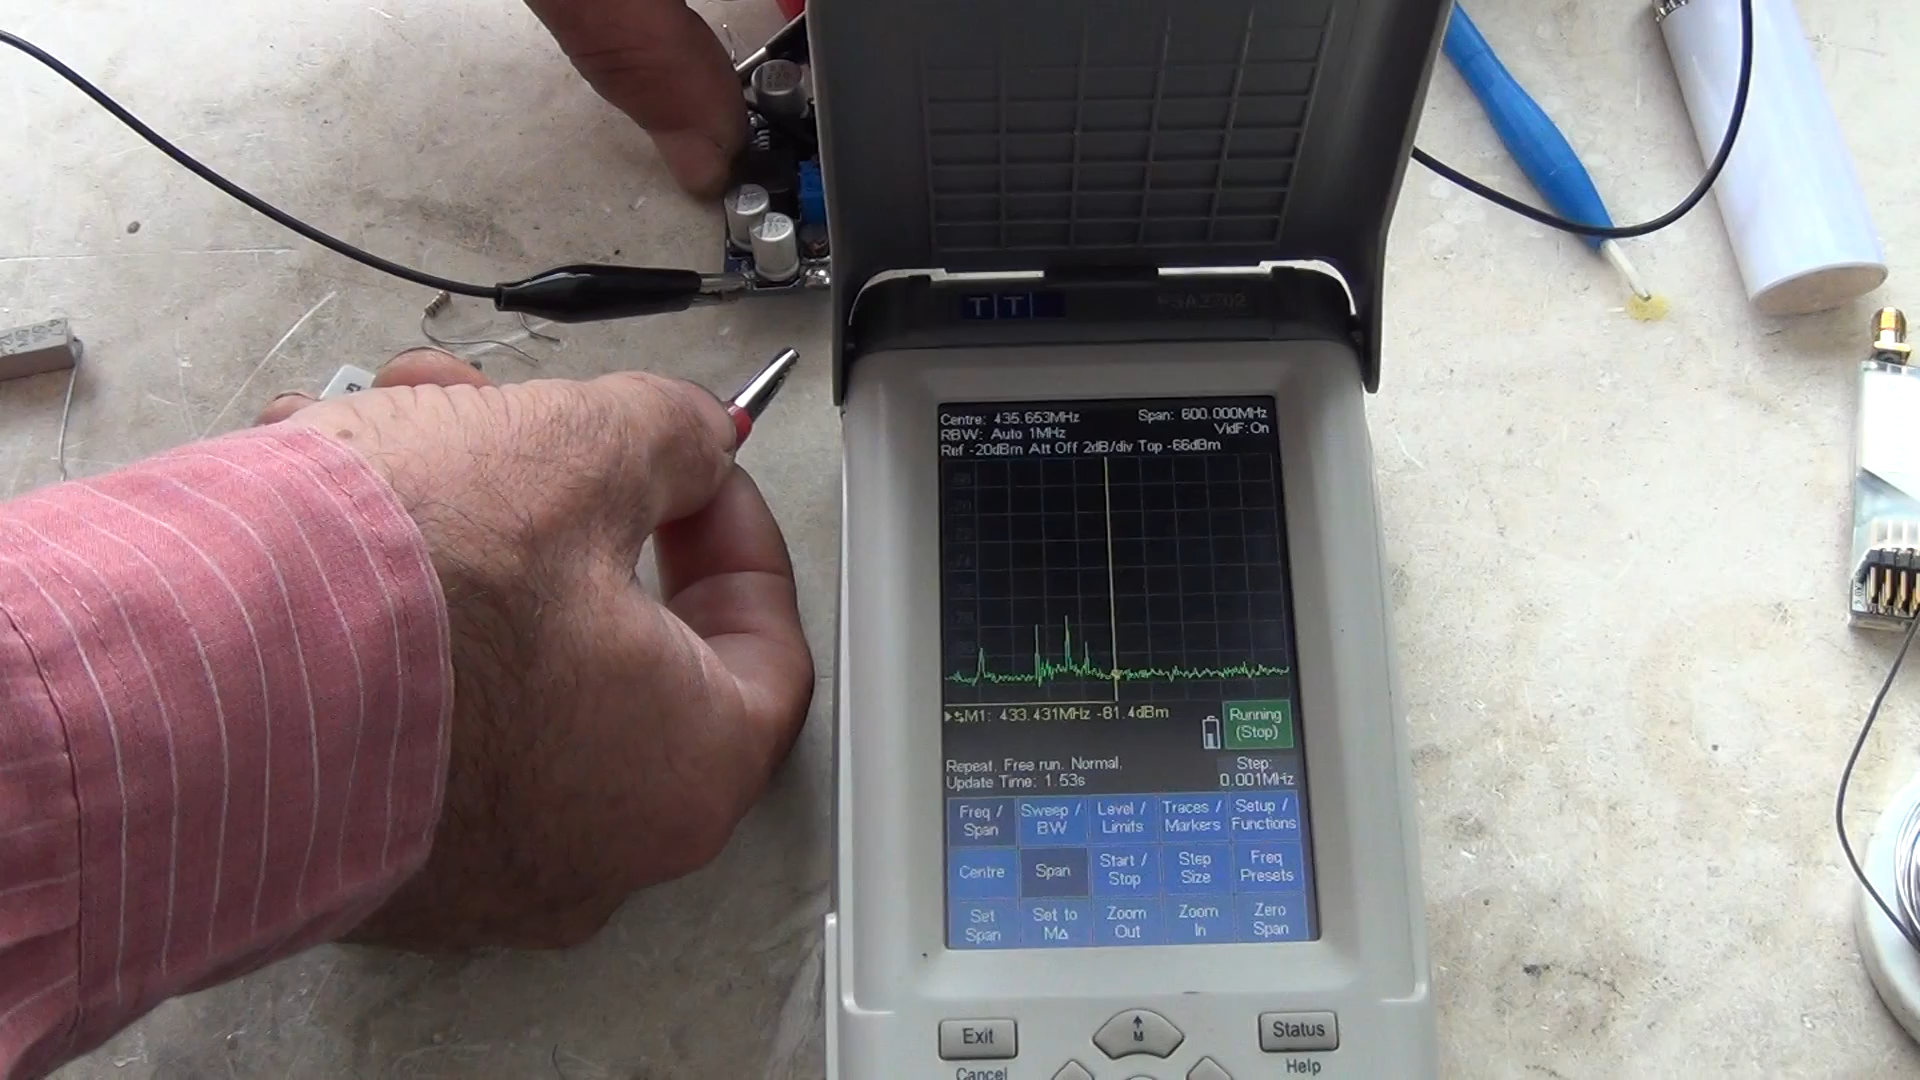 TTi
PSA2702
Centre: 435.653MHz Span: 600.000MHz
RBW: Auto 1MHz VidF:On
Ref -20dBm Att Off 2dB/div Top -66dBm
M1: 433.431MHz -81.4dBm
Running
(Stop)
Repeat, Free run. Normal,
Update Time: 1.53s
Step:
0.001MHz
Freq /
Span
Sweep /
BW
Level /
Limits
Traces /
Markers
Setup /
Functions
Centre
Span
Start /
Stop
Step
Size
Freq
Presets
Set
Span
Set to
MΔ
Zoom
Out
Zoom
In
Zero
Span
Exit
Cancel
M
Status
Help